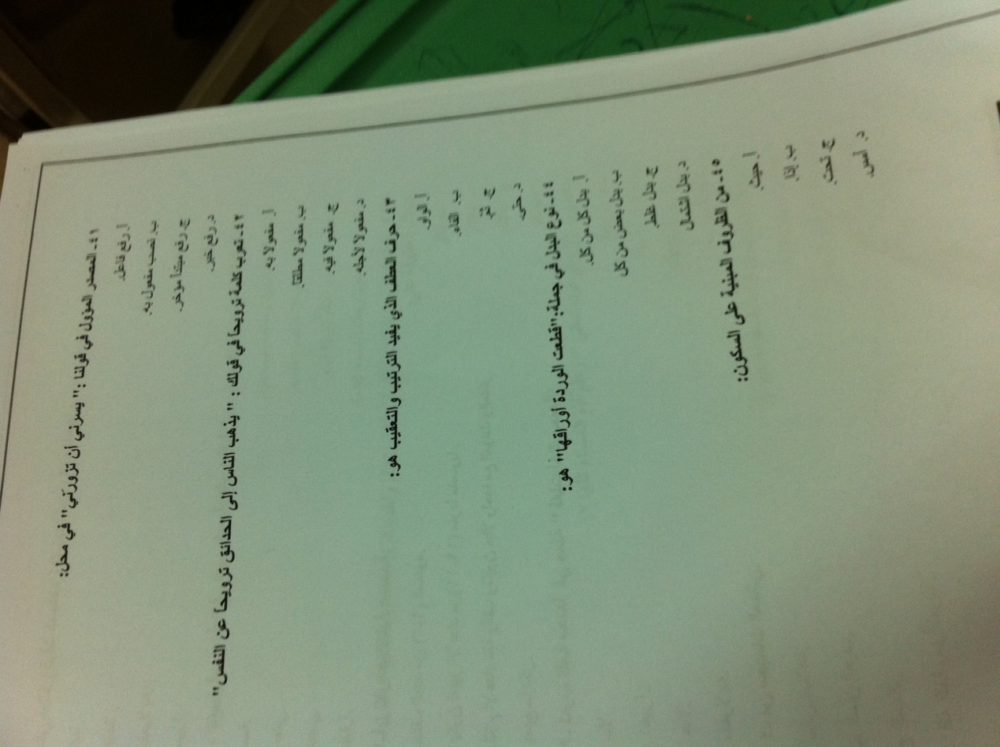 ٤١- المصدر المؤول في قولنا :" يسرني أن تزورني" في محل:
أ. رفع فاعل.
ب. نصب مفعول به.
ج. رفع مبتدأ مؤخر.
د. رفع خبر.
٤٢- تعرب كلمة ترويحاً في قولك : " يذهب الناس إلى الحدائق ترويحاً عن النفس"
أ. مفعولا به.
ب. مفعولا مطلقا.
ج. مفعولا فيه.
د. مفعولا لأجله.
٤٣- حرف العطف الذي يفيد الترتيب والتعقيب هو:
أ. الواو.
ب. الفاء.
ج. ثم.
د. حتى.
٤٤- نوع البدل في جملة:"قطعت الوردة أوراقها" هو:
أ. بدل كل من كل.
ب. بدل بعض من كل
ج. بدل غلط.
د. بدل اشتمال
٤٥- من الظروف المبنية على السكون:
أ. حيث.
ب. إذا.
ج. تحت.
د. أمس.